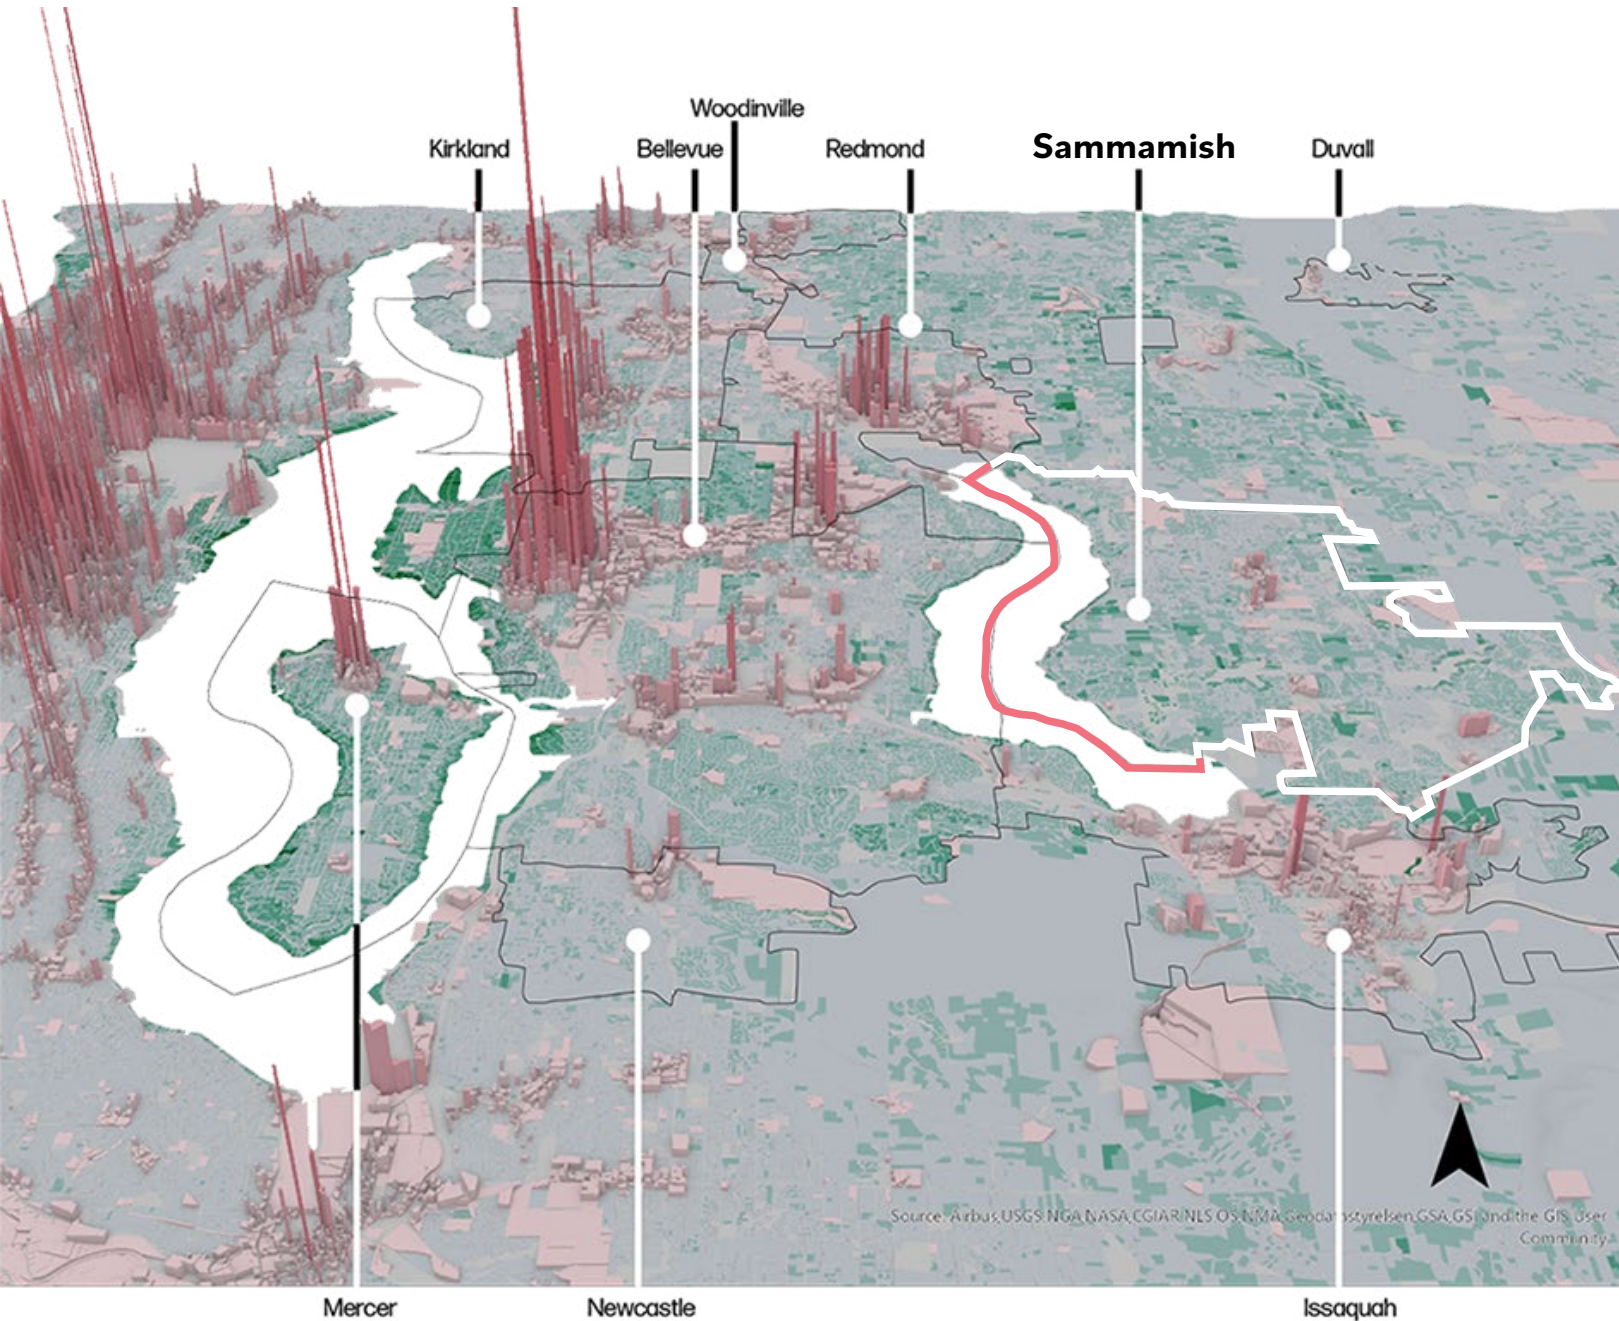 Woodinville
Kirkland
Bellevue
Redmond
Sammamish
Duvall
Source: Airbus,USGS,NGA,NASA,CGIAR,NLS,OS,NMA,Geodatastyrelsen,GSA,GSI and the GIS User
Community
Mercer
Newcastle
Issaquah